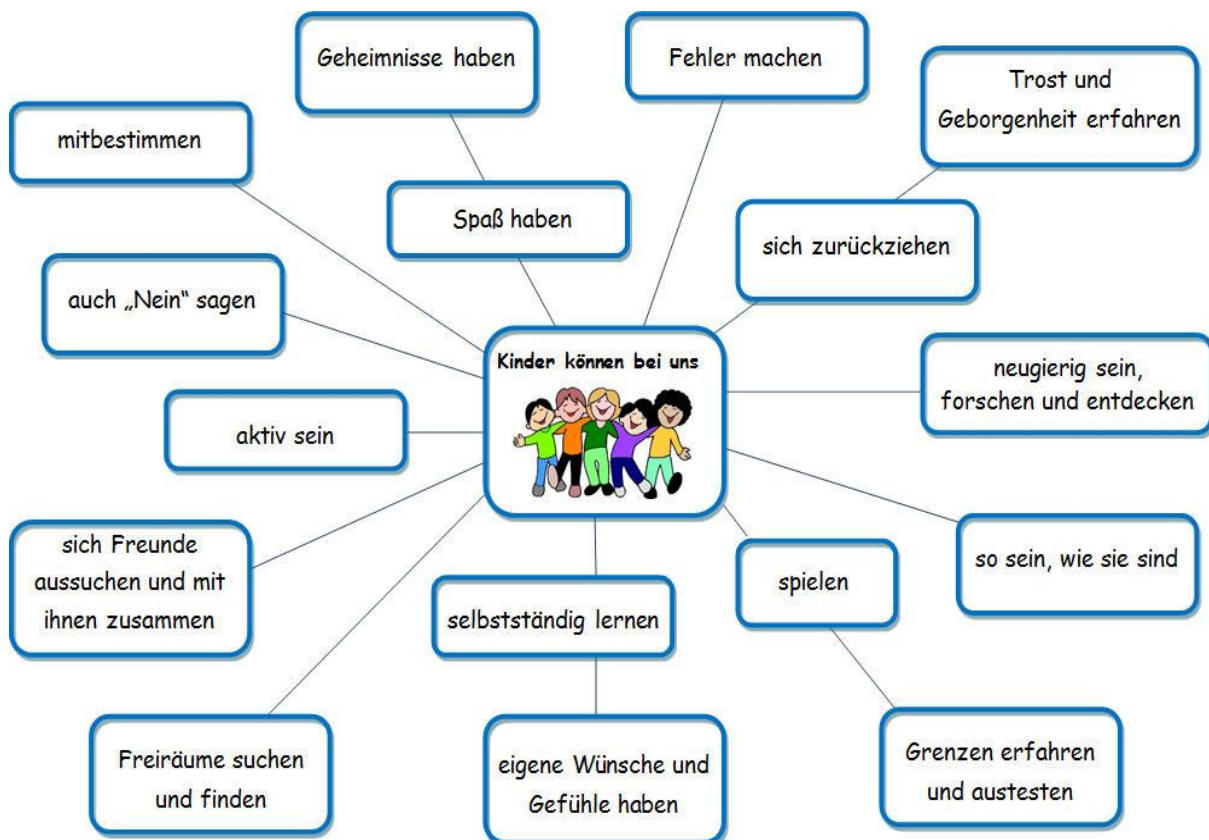 Geheimnisse haben
Fehler machen
Trost und
Geborgenheit erfahren
mitbestimmen
Spaß haben
sich zurückziehen
auch „Nein“ sagen
Kinder können bei uns
neugierig sein,
forschen und entdecken
aktiv sein
sich Freunde
aussuchen und mit
ihnen zusammen
so sein, wie sie sind
spielen
selbstständig lernen
Freiräume suchen
und finden
eigene Wünsche und
Gefühle haben
Grenzen erfahren
und austesten